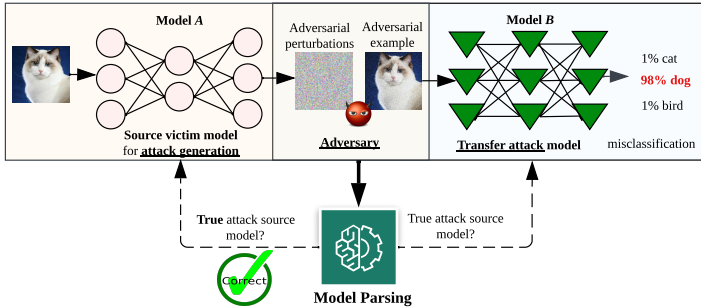 Model A
Source victim model
for attack generation
Adversarial
perturbations
Adversarial
example
Adversary
Model B
1% cat
98% dog
1% bird
Transfer attack model
misclassification
True attack source
model?
True attack source
model?
Correct
Model Parsing